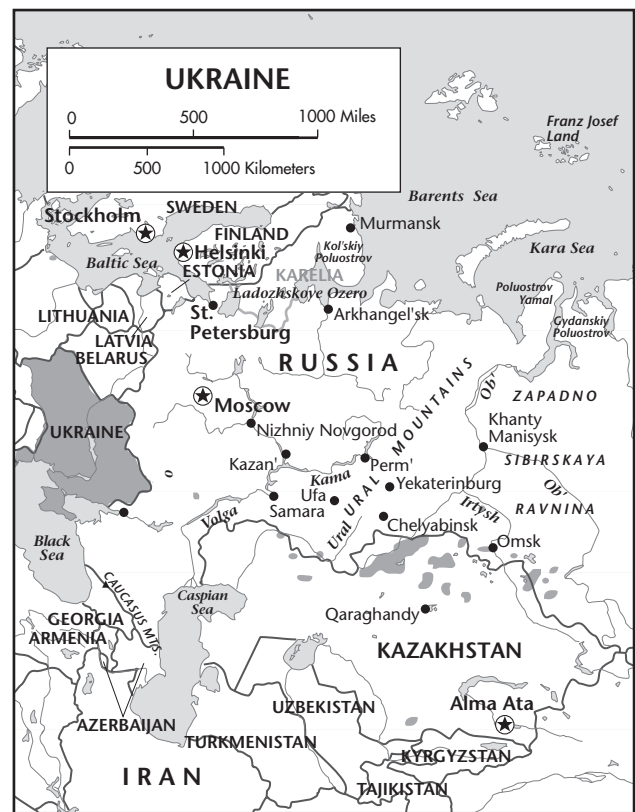 UKRAINE
0 500 1000 Miles
0 500 1000 Kilometers
Franz Josef
Land
Barents Sea
Kara Sea
Stockholm
SWEDEN
Murmansk
FINLAND
Helsinki
Kol'skiy
Poluostrov
Baltic Sea
ESTONIA
KARELIA
Ladozhskoye Ozero
Poluostrov
Yamal
Gydanskiy
Poluostrov
LITHUANIA
St.
Petersburg
Arkhangel'sk
LATVIA
BELARUS
RUSSIA
Moscow
URAL MOUNTAINS
Ob'
ZAPADNO
UKRAINE
Nizhniy Novgorod
Khanty
Manisysk
Kazan'
Perm'
SIBIRSKAYA
o
Kama
Ufa
Yekaterinburg
Ob'
Samara
Irtysh
RAVNINA
Volga
Ural
Chelyabinsk
Omsk
Black
Sea
CAUCASUS MTS.
Caspian
Sea
Qaraghandy
GEORGIA
ARMENIA
KAZAKHSTAN
Alma Ata
UZBEKISTAN
AZERBAIJAN
TURKMENISTAN
KYRGYZSTAN
IRAN
TAJIKISTAN